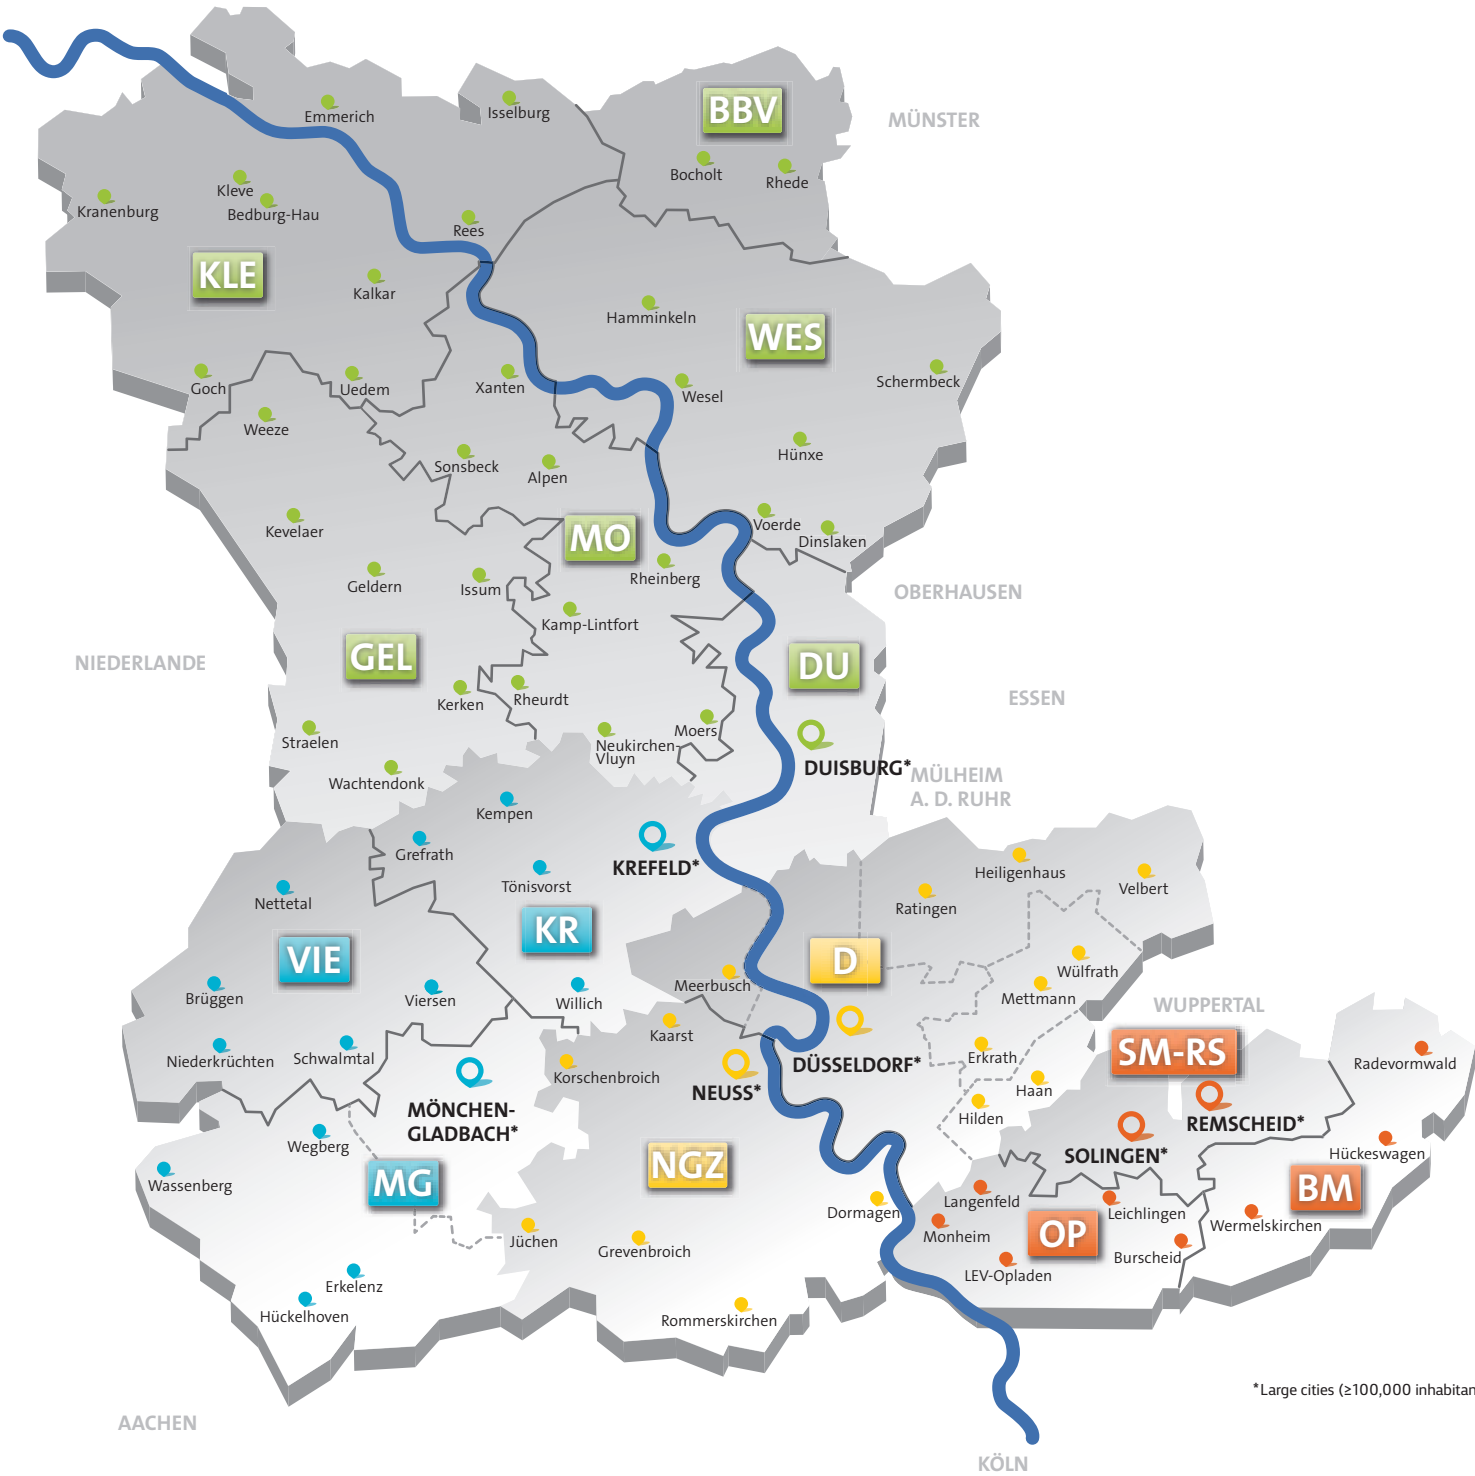 Emmerich
Isselburg
BBV
MÜNSTER
Bocholt
Rhede
Kleve
Kranenburg
Bedburg-Hau
Rees
KLE
Kalkar
Hamminkeln
WES
Goch
Uedem
Xanten
Wesel
Schermbeck
Weeze
Sonsbeck
Alpen
Hünxe
Kevelaer
MO
Voerde
Dinslaken
Geldern
Issum
Rheinberg
OBERHAUSEN
Kamp-Lintfort
NIEDERLANDE
GEL
DU
Kerken
Rheurdt
ESSEN
Straelen
Neukirchen-
Vluyn
Moers
Wachtendonk
DUISBURG*
MÜLHEIM
A. D. RUHR
Kempen
Grefrath
KREFELD*
Heiligenhaus
Velbert
Tönisvorst
Nettetal
Ratingen
KR
VIE
D
Meerbusch
Wülfrath
Brüggen
Viersen
Willich
Mettmann
WUPPERTAL
Kaarst
Niederkrüchten
Schwalmtal
Korschenbroich
NEUSS*
DÜSSELDORF*
Erkrath
Haan
SM-RS
Radevormwald
MÖNCHEN-
GLADBACH*
Hilden
REMSCHEID*
Wegberg
SOLINGEN*
Hückeswagen
Wassenberg
MG
NGZ
BM
Dormagen
Langenfeld
Leichlingen
Monheim
OP
Wermelskirchen
Jüchen
Grevenbroich
Burscheid
LEV-Opladen
Erkelenz
Hückelhoven
Rommerskirchen
*Large cities (≥100,000 inhabitan
AACHEN
KÖLN